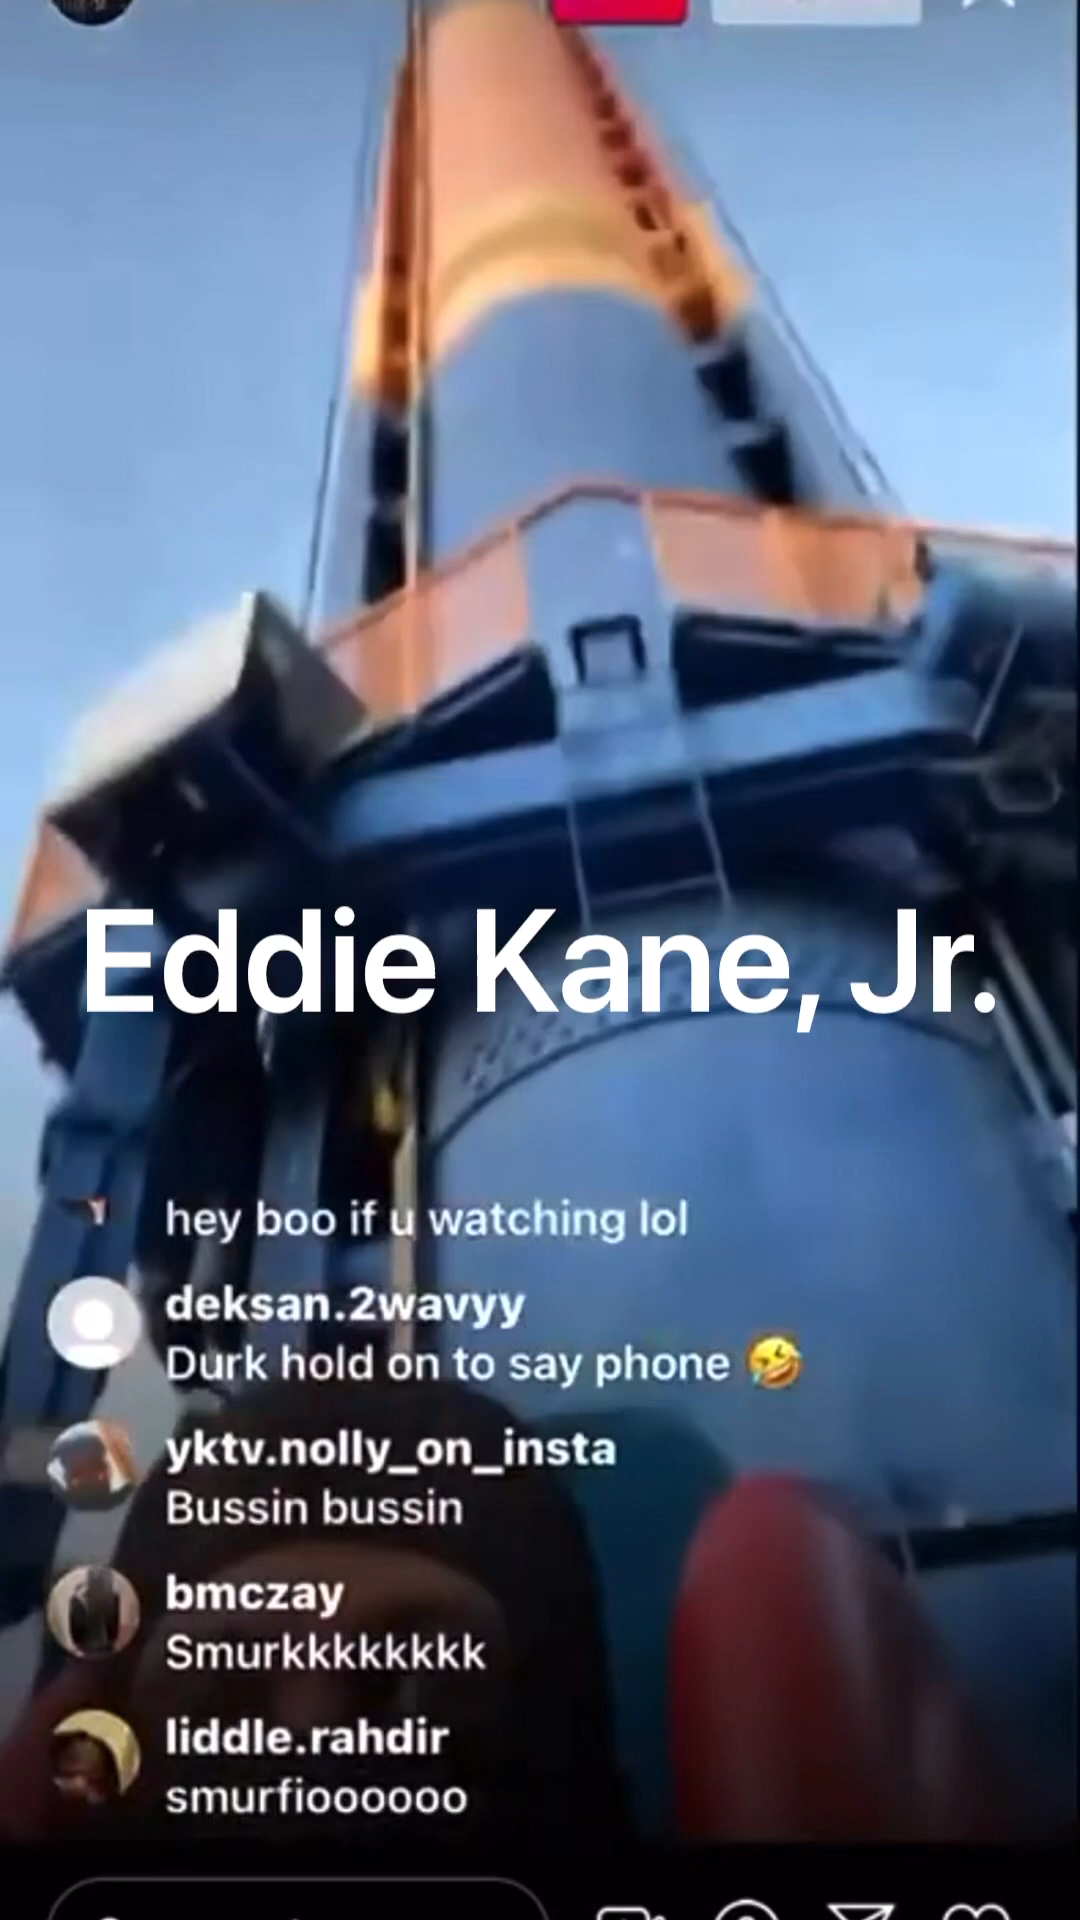 Eddie Kane, Jr.
hey boo if u watching lol
deksan.2wavyy
Durk hold on to say phone 🤣
yktv.nolly_on_insta
Bussin bussin
bmczay
Smurkkkkkkkk
liddle.rahdir
smurfioooooo